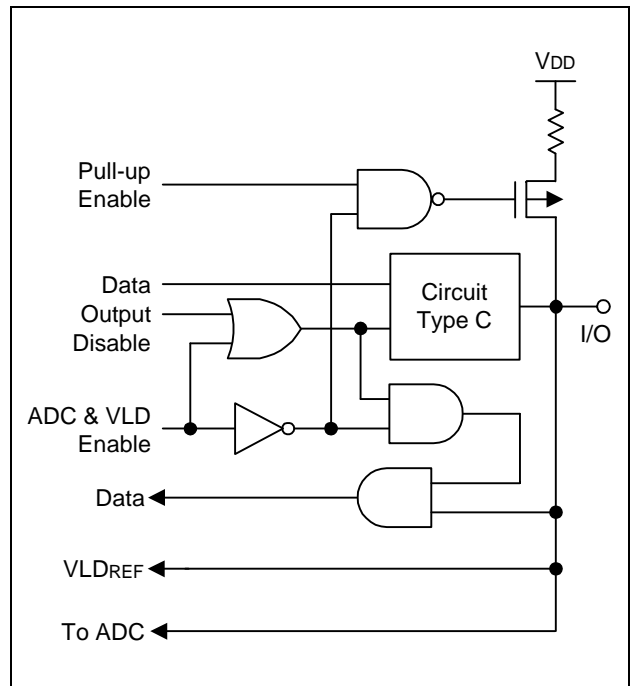 VDD
Pull-up
Enable
Data
Output
Disable
Circuit
Type C
I/O
ADC & VLD
Enable
Data
VLDREF
To ADC